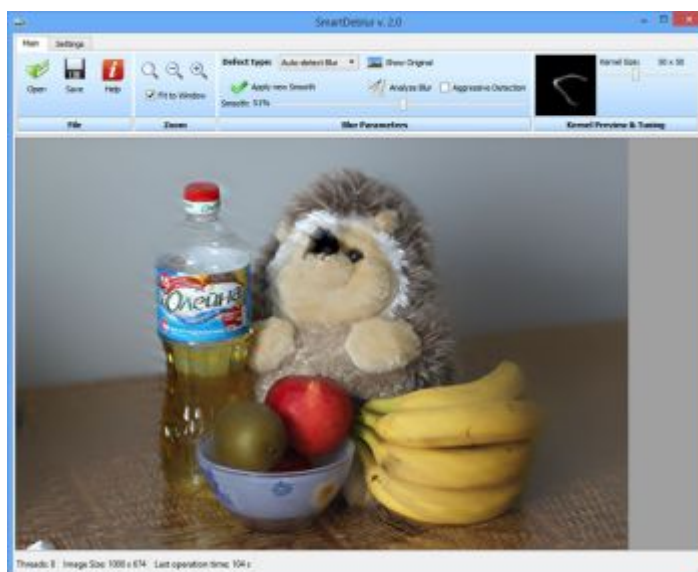 SmartDeblur v. 2.0
Main Settings
Defect type: Auto-detect Blur Show Original Kernel Size: 50 x 50
Open Save Help Apply new Smooth Analyze Blur Aggressive Detection
Fit to Window
Smooth: 51%
File Zoom Blur Parameters Kernel Preview & Tuning
Олейна
Threads: 8 Image Size: 1000 x 674 Last operation time: 104 s